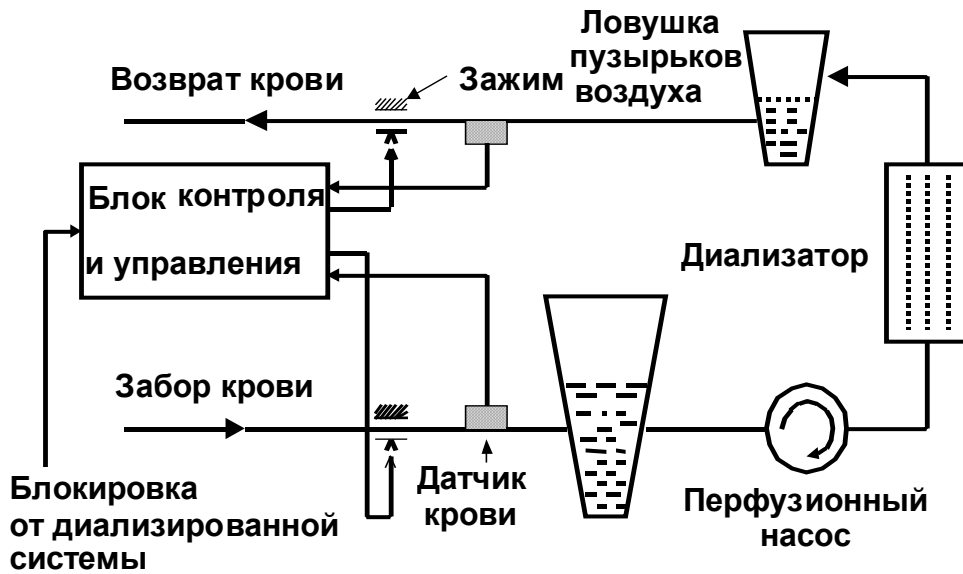 Ловушка
пузырьков
воздуха
Возврат крови
Зажим
Блок контроля
и управления
Диализатор
Забор крови
Датчик
крови
Перфузионный
насос
Блокировка
от диализированной
системы